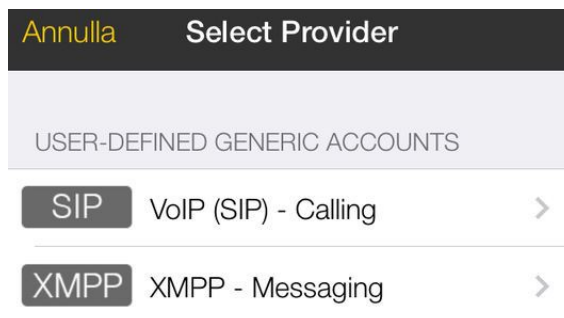 Annulla Select Provider
USER-DEFINED GENERIC ACCOUNTS
SIP VoIP (SIP) - Calling
XMPP XMPP - Messaging